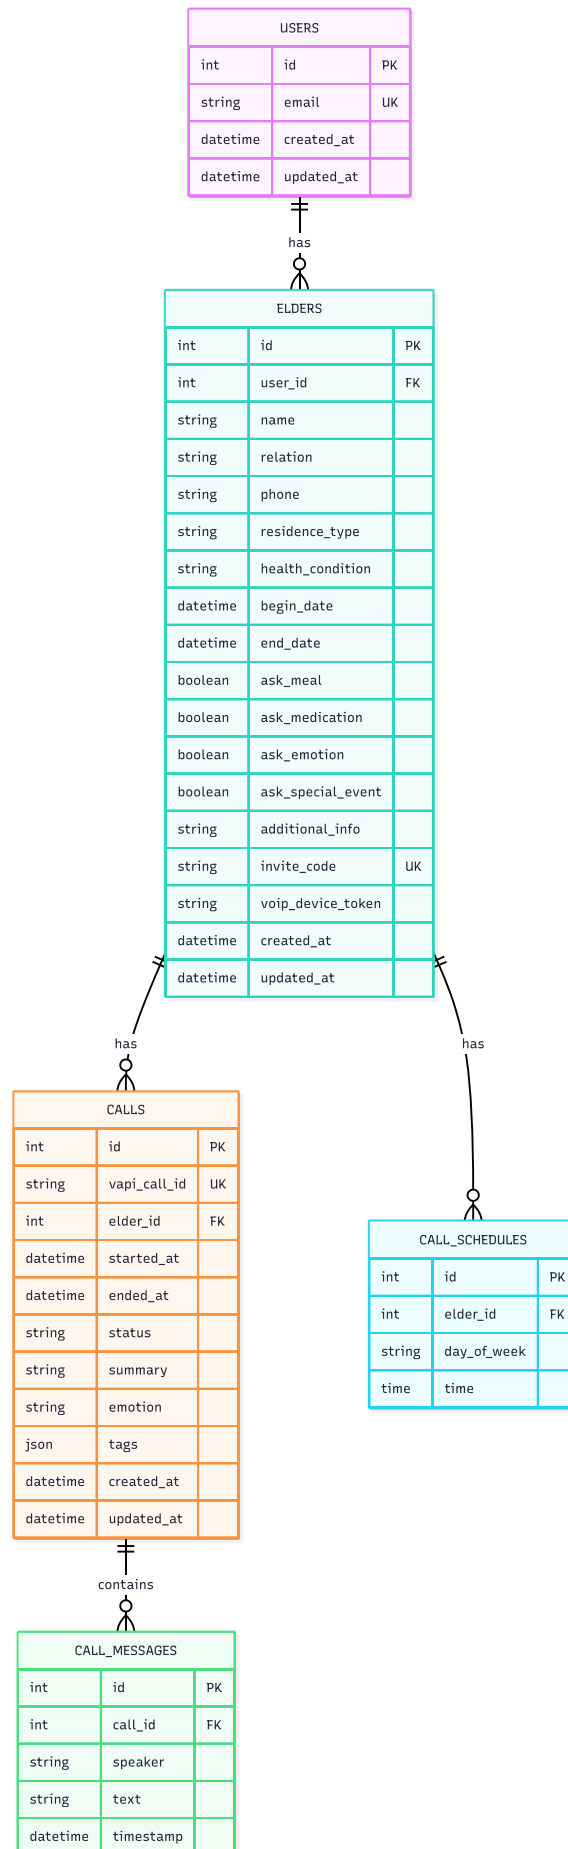 USERS
int id PK
string email UK
datetime created_at
datetime updated_at
has
ELDERS
int id PK
int user_id FK
string name
string relation
string phone
string residence_type
string health_condition
datetime begin_date
datetime end_date
boolean ask_meal
boolean ask_medication
boolean ask_emotion
boolean ask_special_event
string additional_info
string invite_code UK
string voip_device_token
datetime created_at
datetime updated_at
has
has
CALLS
int id PK
string vapi_call_id UK
int elder_id FK
datetime started_at
datetime ended_at
string status
string summary
string emotion
json tags
datetime created_at
datetime updated_at
CALL_SCHEDULES
int id PK
int elder_id FK
string day_of_week
time time
contains
CALL_MESSAGES
int id PK
int call_id FK
string speaker
string text
datetime timestamp